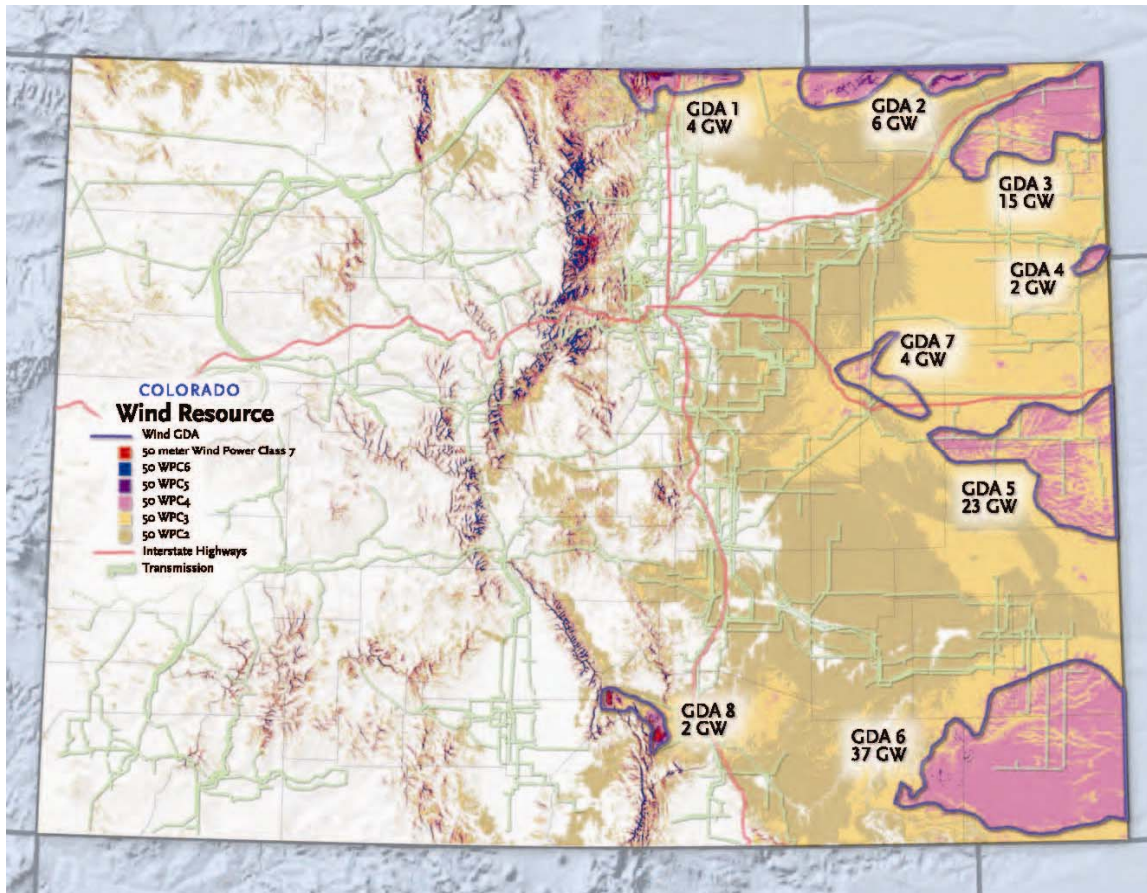 GDA 1
4 GW
GDA 2
6 GW
GDA 3
15 GW
GDA 4
2 GW
GDA 7
4 GW
COLORADO
Wind Resource
Wind GDA
50 meter Wind Power Class 7
50 WPC6
50 WPC5
50 WPC4
50 WPC3
50 WPC2
Interstate Highways
Transmission
GDA 5
23 GW
GDA 8
2 GW
GDA 6
37 GW